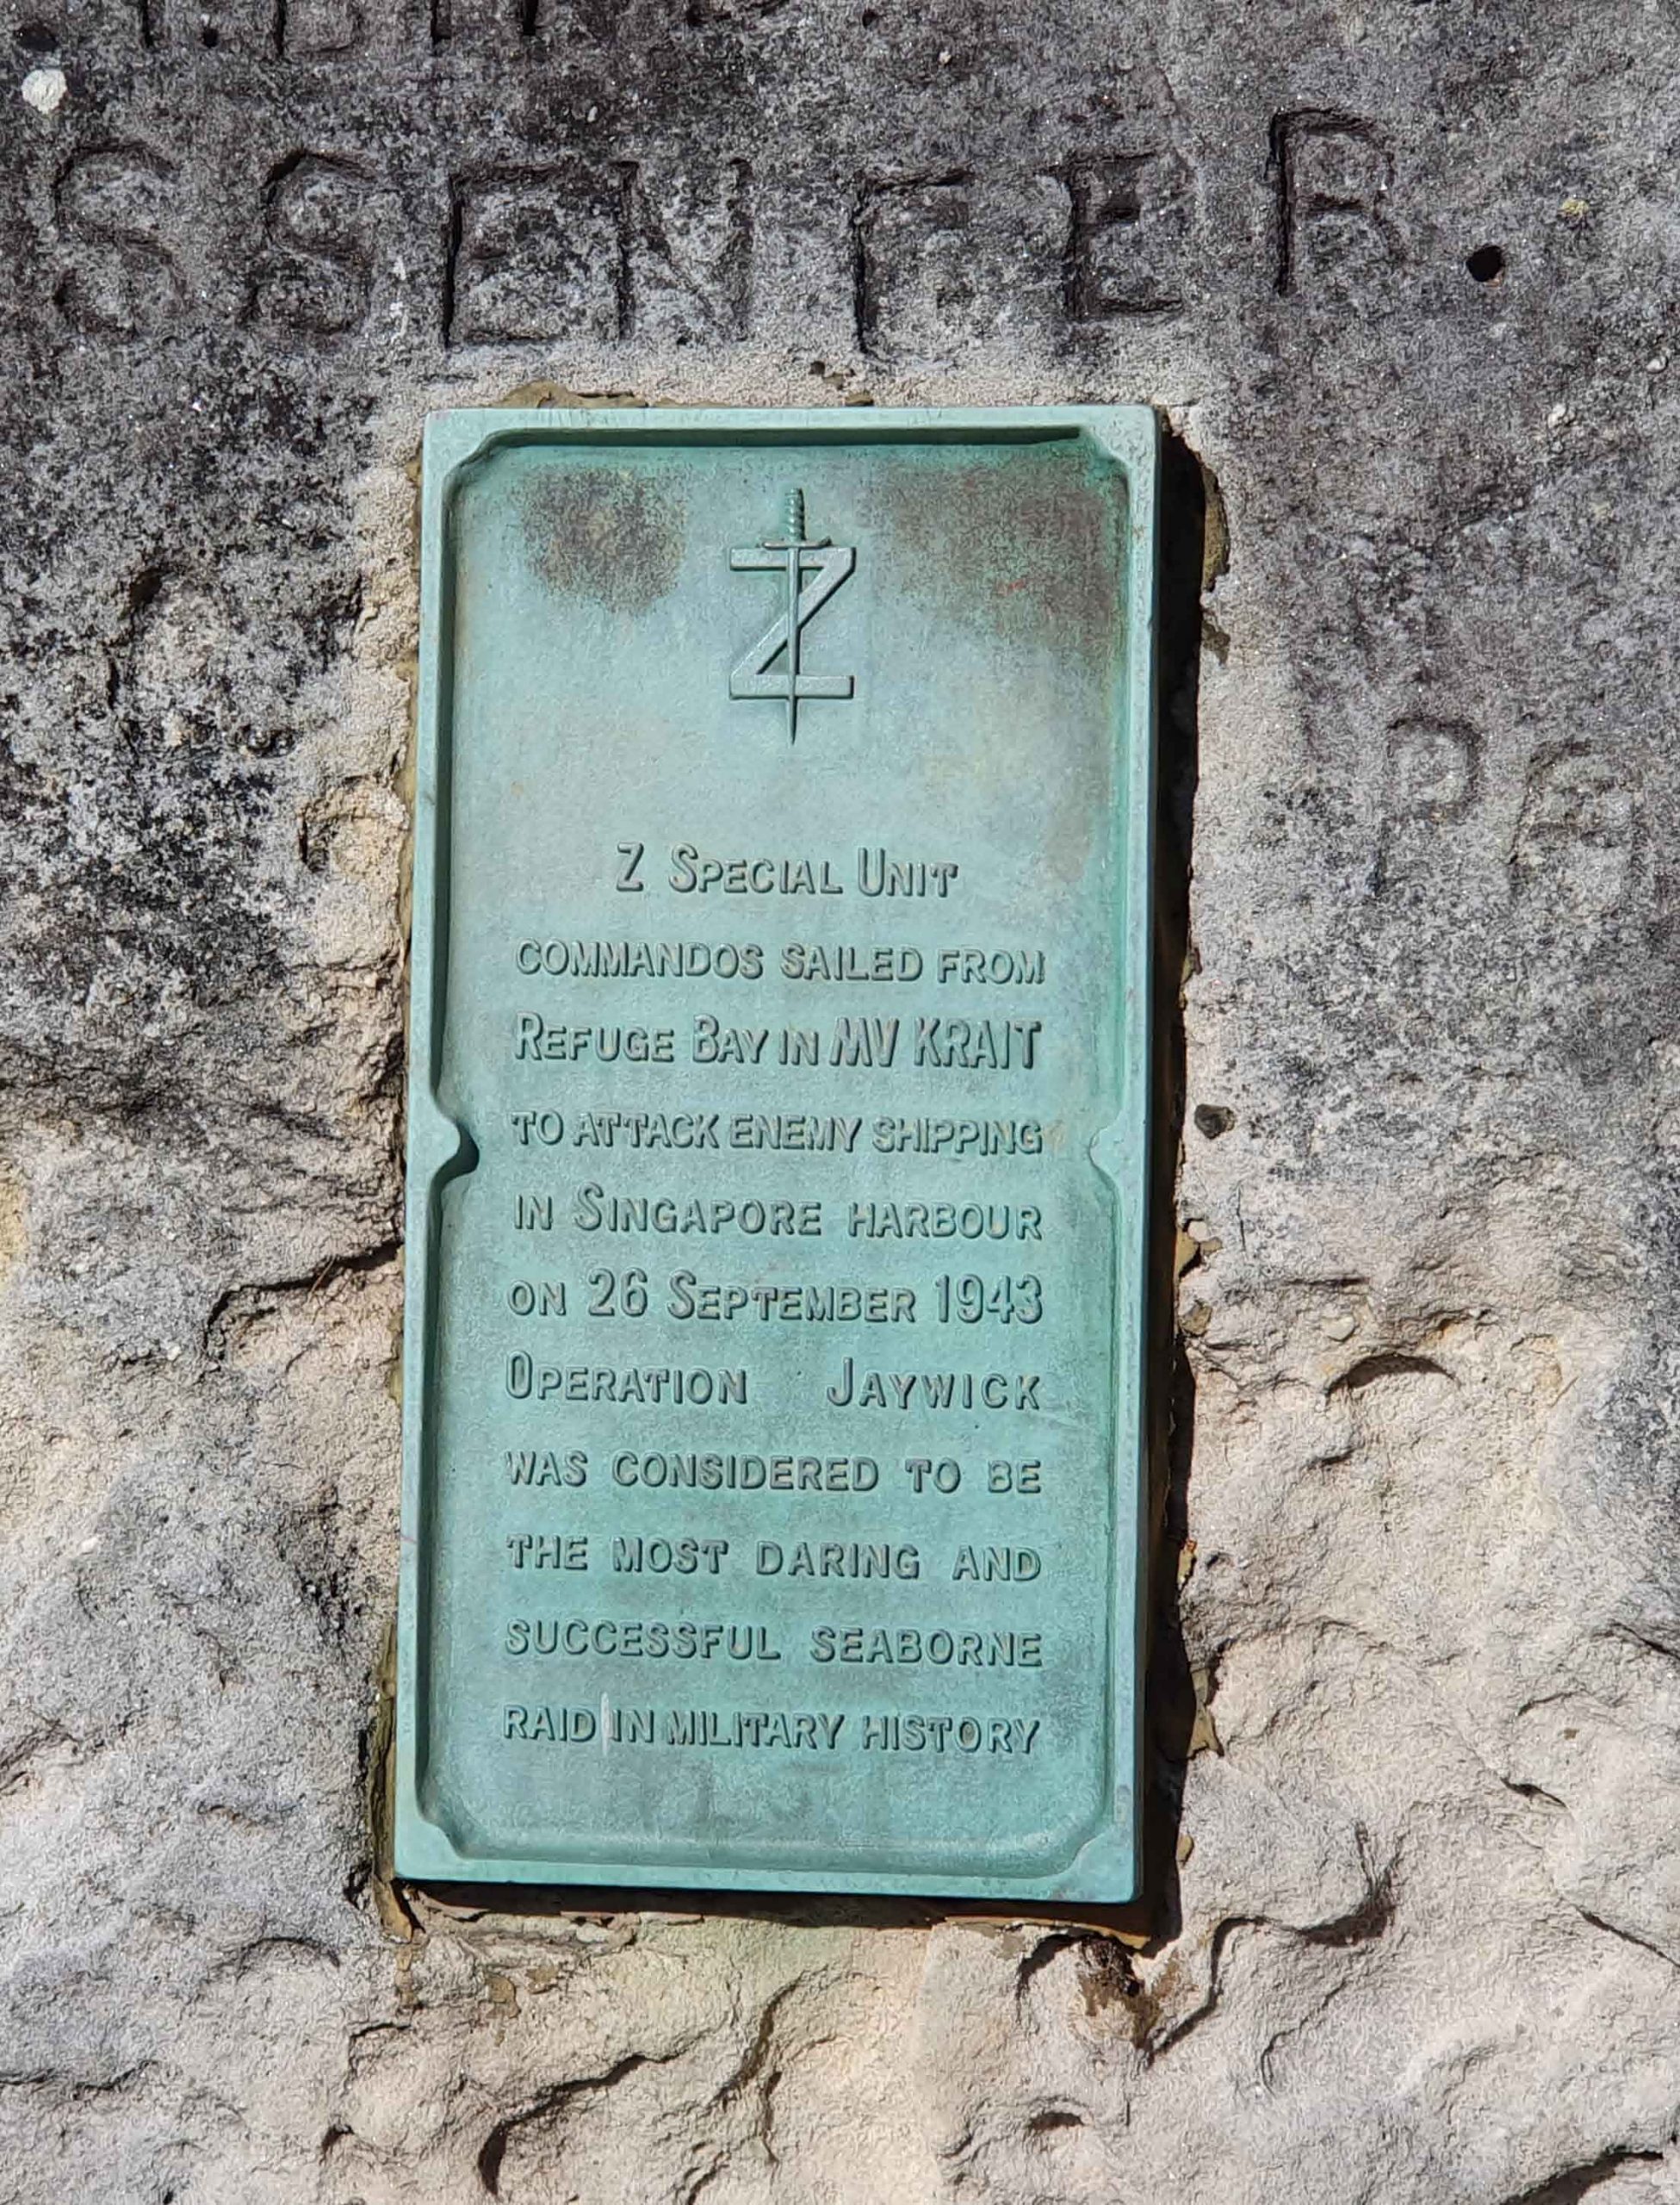 SSENGER.
Z
Z SPECIAL UNIT
COMMANDOS SAILED FROM
REFUGE BAY IN MV KRAIT
TO ATTACK ENEMY SHIPPING
IN SINGAPORE HARBOUR
ON 26 SEPTEMBER 1943
OPERATION JAYWICK
WAS CONSIDERED TO BE
THE MOST DARING AND
SUCCESSFUL SEABORNE
RAID IN MILITARY HISTORY